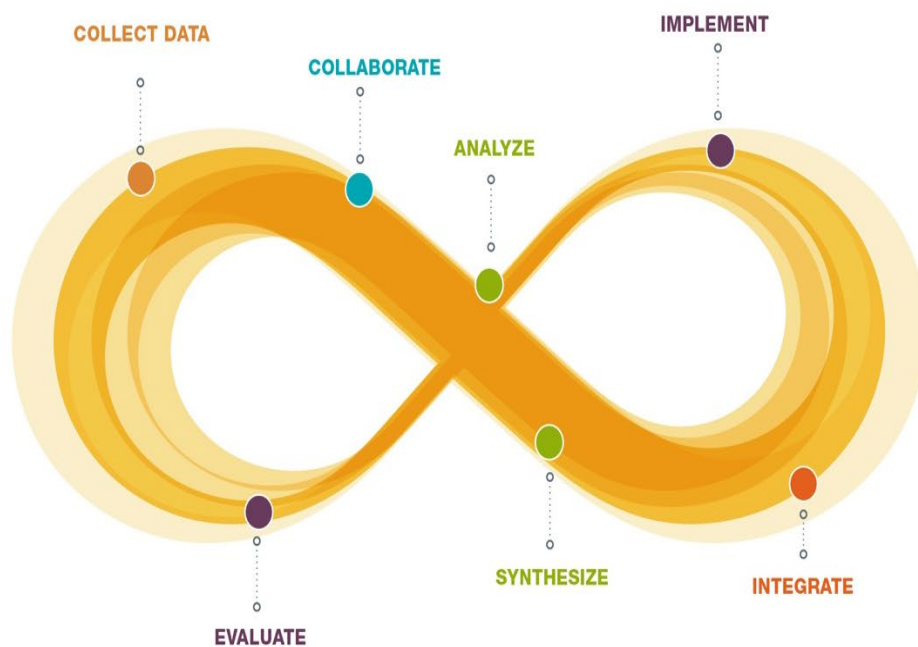 COLLECT DATA
COLLABORATE
ANALYZE
IMPLEMENT
SYNTHESIZE
INTEGRATE
EVALUATE